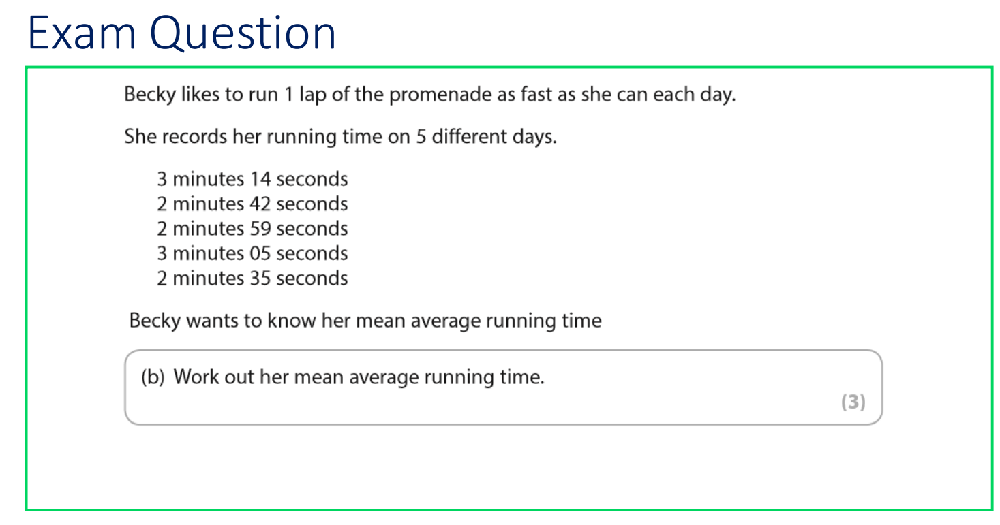 Exam Question
Becky likes to run 1 lap of the promenade as fast as she can each day.
She records her running time on 5 different days.
3 minutes 14 seconds
2 minutes 42 seconds
2 minutes 59 seconds
3 minutes 05 seconds
2 minutes 35 seconds
Becky wants to know her mean average running time
(b) Work out her mean average running time.
(3)